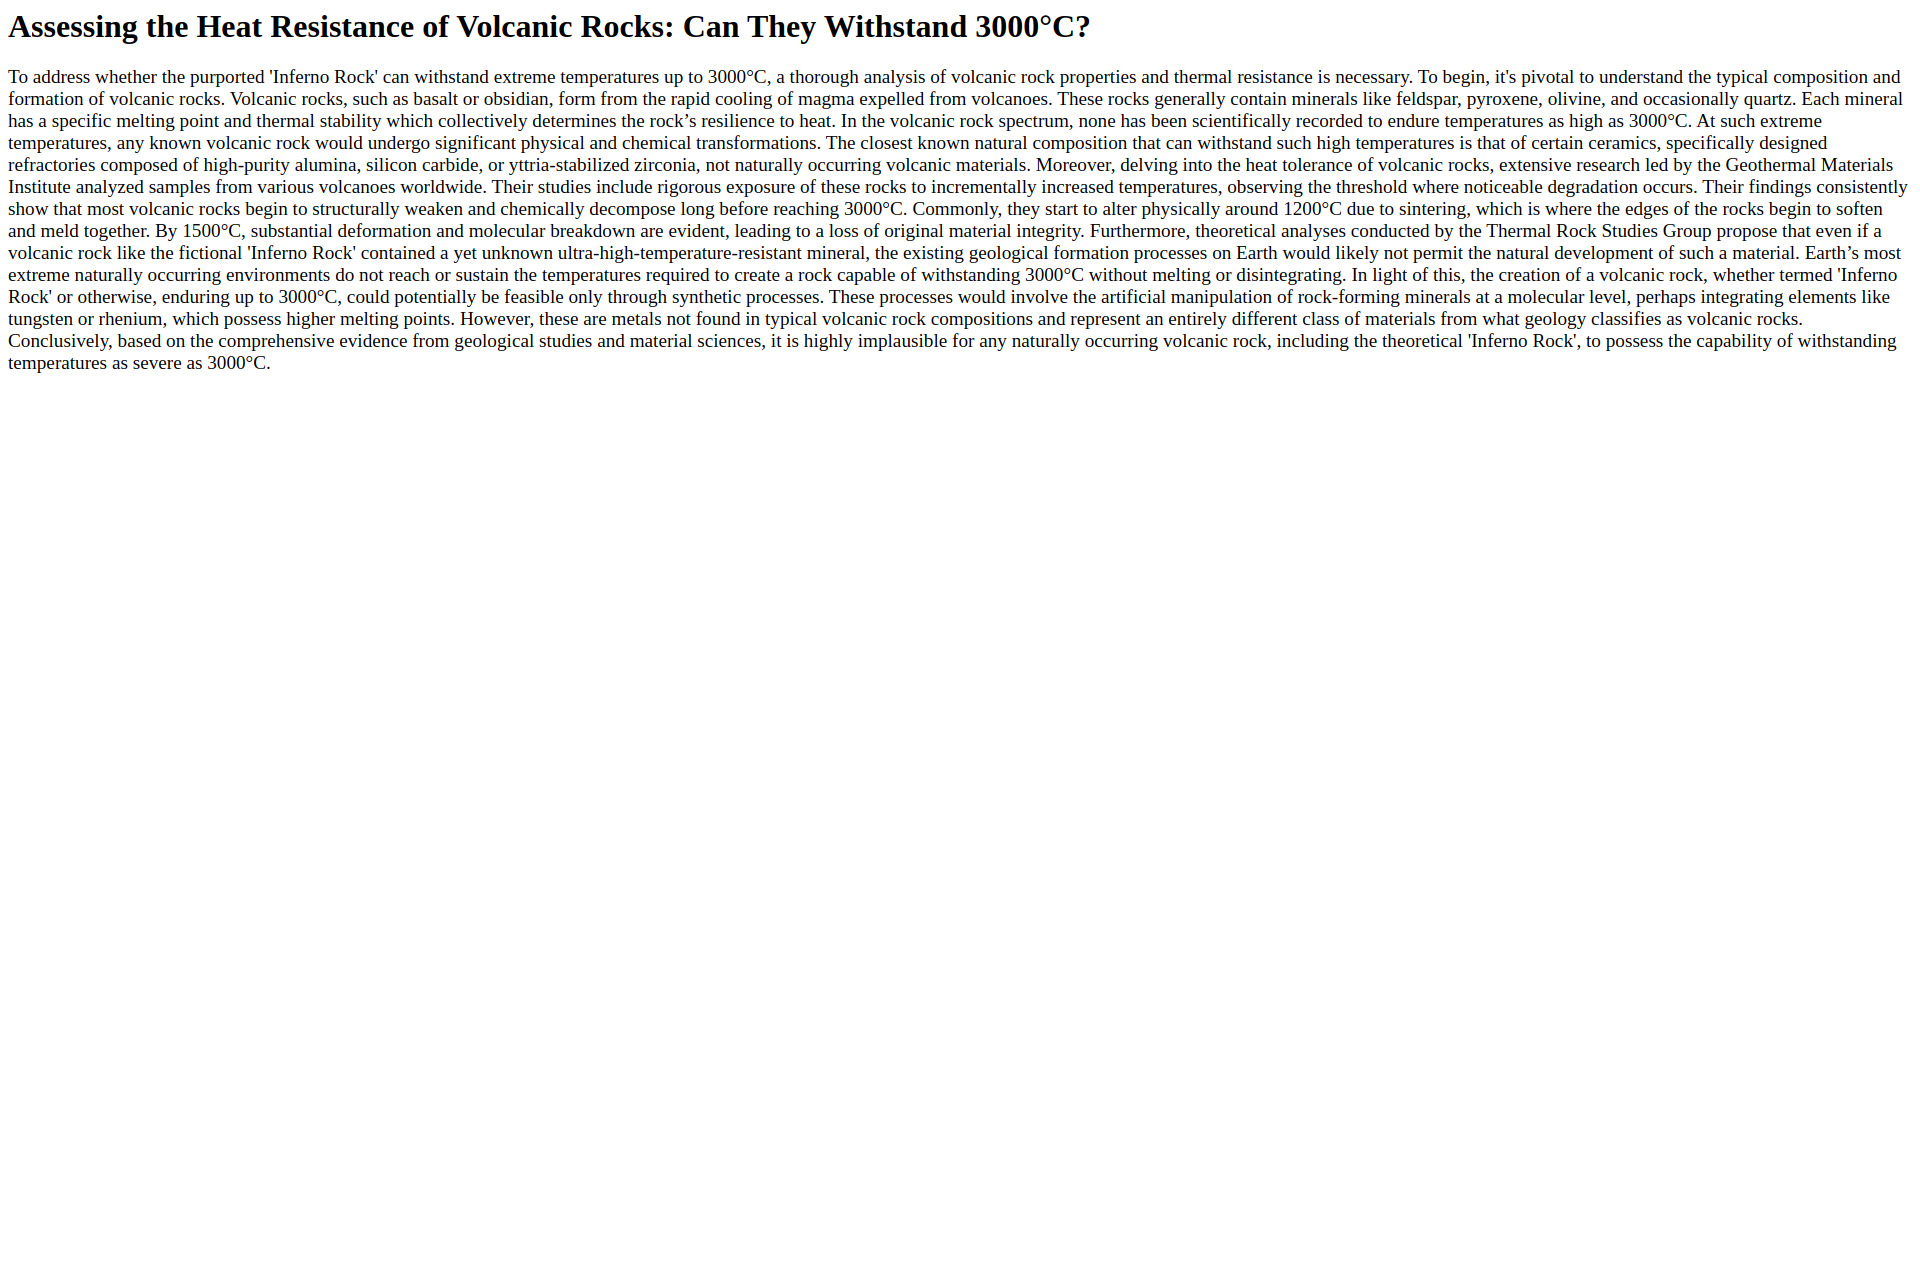 Assessing the Heat Resistance of Volcanic Rocks: Can They Withstand 3000°C?
To address whether the purported 'Inferno Rock' can withstand extreme temperatures up to 3000°C, a thorough analysis of volcanic rock properties and thermal resistance is necessary. To begin, it's pivotal to understand the typical composition and
formation of volcanic rocks. Volcanic rocks, such as basalt or obsidian, form from the rapid cooling of magma expelled from volcanoes. These rocks generally contain minerals like feldspar, pyroxene, olivine, and occasionally quartz. Each mineral
has a specific melting point and thermal stability which collectively determines the rock’s resilience to heat. In the volcanic rock spectrum, none has been scientifically recorded to endure temperatures as high as 3000°C. At such extreme
temperatures, any known volcanic rock would undergo significant physical and chemical transformations. The closest known natural composition that can withstand such high temperatures is that of certain ceramics, specifically designed
refractories composed of high-purity alumina, silicon carbide, or yttria-stabilized zirconia, not naturally occurring volcanic materials. Moreover, delving into the heat tolerance of volcanic rocks, extensive research led by the Geothermal Materials
Institute analyzed samples from various volcanoes worldwide. Their studies include rigorous exposure of these rocks to incrementally increased temperatures, observing the threshold where noticeable degradation occurs. Their findings consistently
show that most volcanic rocks begin to structurally weaken and chemically decompose long before reaching 3000°C. Commonly, they start to alter physically around 1200°C due to sintering, which is where the edges of the rocks begin to soften
and meld together. By 1500°C, substantial deformation and molecular breakdown are evident, leading to a loss of original material integrity. Furthermore, theoretical analyses conducted by the Thermal Rock Studies Group propose that even if a
volcanic rock like the fictional 'Inferno Rock' contained a yet unknown ultra-high-temperature-resistant mineral, the existing geological formation processes on Earth would likely not permit the natural development of such a material. Earth’s most
extreme naturally occurring environments do not reach or sustain the temperatures required to create a rock capable of withstanding 3000°C without melting or disintegrating. In light of this, the creation of a volcanic rock, whether termed 'Inferno
Rock' or otherwise, enduring up to 3000°C, could potentially be feasible only through synthetic processes. These processes would involve the artificial manipulation of rock-forming minerals at a molecular level, perhaps integrating elements like
tungsten or rhenium, which possess higher melting points. However, these are metals not found in typical volcanic rock compositions and represent an entirely different class of materials from what geology classifies as volcanic rocks.
Conclusively, based on the comprehensive evidence from geological studies and material sciences, it is highly implausible for any naturally occurring volcanic rock, including the theoretical 'Inferno Rock', to possess the capability of withstanding
temperatures as severe as 3000°C.